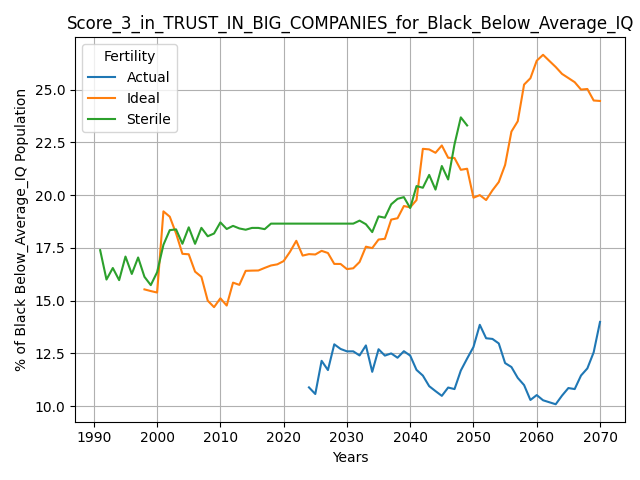 Score_3_in_TRUST_IN_BIG_COMPANIES_for_Black_Below_Average_IQ
Fertility
Actual
Ideal
Sterile
% of Black Below_Average_IQ Population
25.0
22.5
20.0
17.5
15.0
12.5
10.0
1990 2000 2010 2020 2030 2040 2050 2060 2070
Years